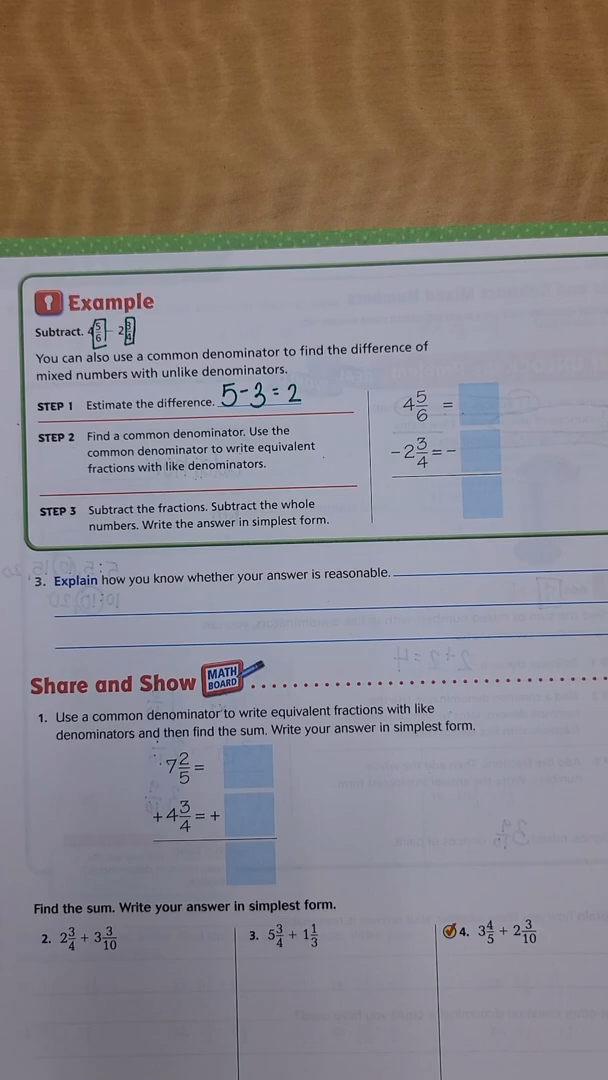 Example
Subtract. 4 5/6 - 2 3/4
You can also use a common denominator to find the difference of
mixed numbers with unlike denominators.
STEP 1 Estimate the difference. 5-3=2
STEP 2 Find a common denominator. Use the
common denominator to write equivalent
fractions with like denominators.
STEP 3 Subtract the fractions. Subtract the whole
numbers. Write the answer in simplest form.
4 5/6 =
- 2 3/4 = -
3. Explain how you know whether your answer is reasonable.
Share and Show MATH BOARD
1. Use a common denominator to write equivalent fractions with like
denominators and then find the sum. Write your answer in simplest form.
7 2/5 =
+ 4 3/4 = +
Find the sum. Write your answer in simplest form.
2. 2 3/4 + 3 3/10
3. 5 3/4 + 1 1/3
4. 3 4/5 + 2 3/10